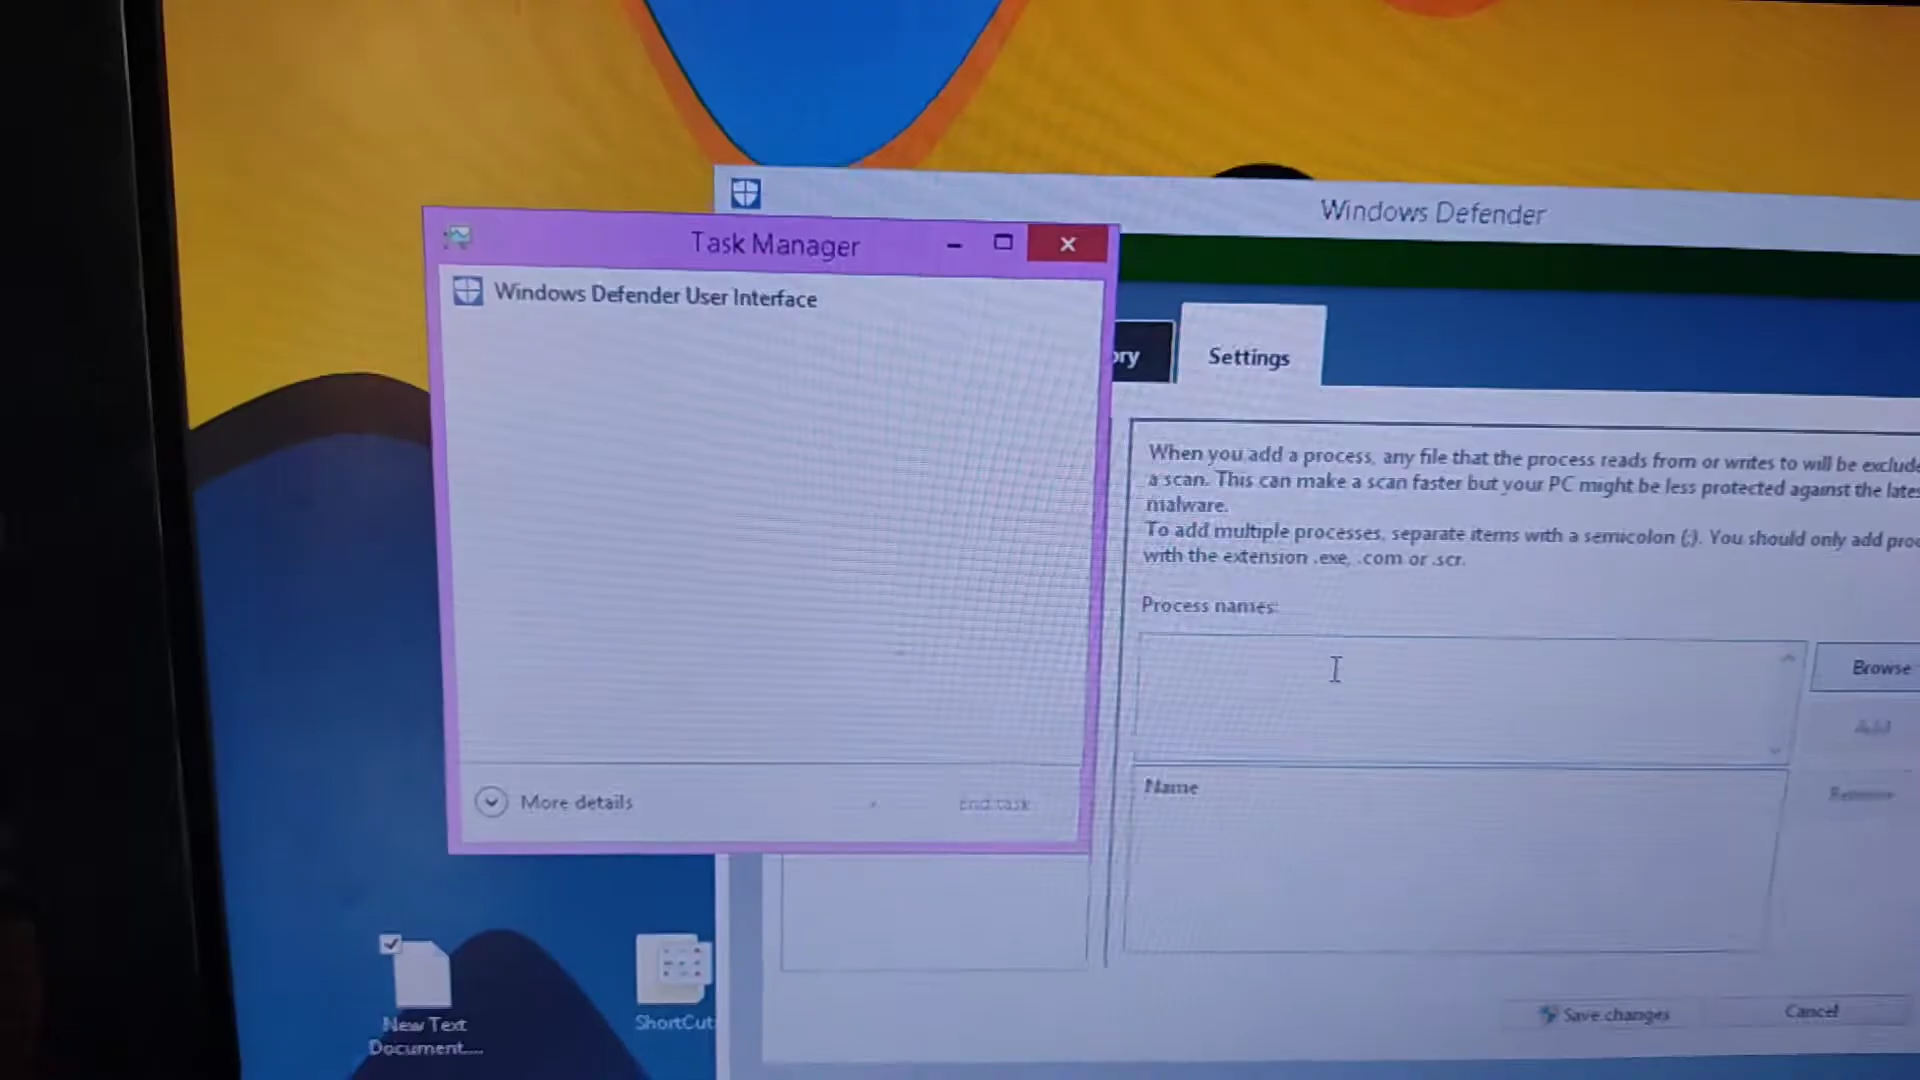 Windows Defender
Task Manager
Windows Defender User Interface
ory
Settings
When you add a process, any file that the process reads from or writes to will be exclude
a scan. This can make a scan faster but your PC might be less protected against the lates
malware.
To add multiple processes, separate items with a semicolon (;). You should only add proc
with the extension .exe, .com or .scr.
Process names:
Browse
Add
Name
Remove
More details
End task
Save changes
Cancel
New Text
Document....
ShortCut